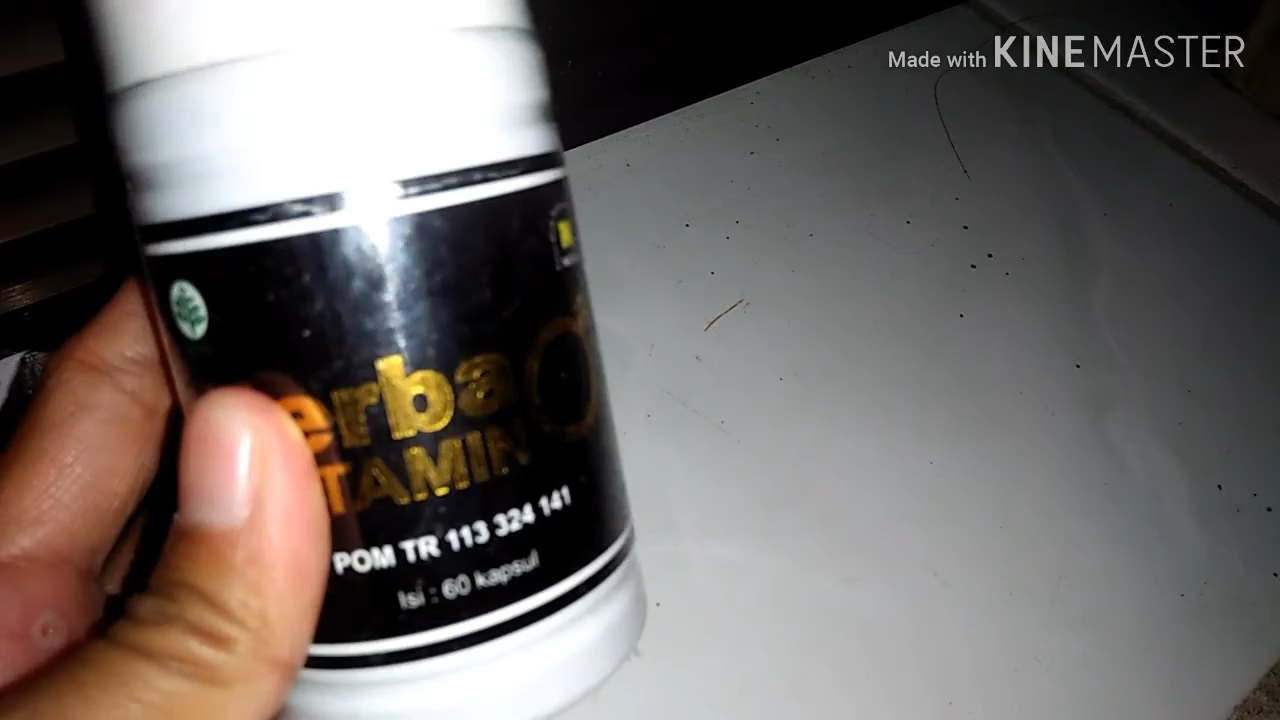 Made with KINEMASTER
erba
TAMIN
POM TR 113 324 141
Isi : 60 kapsul